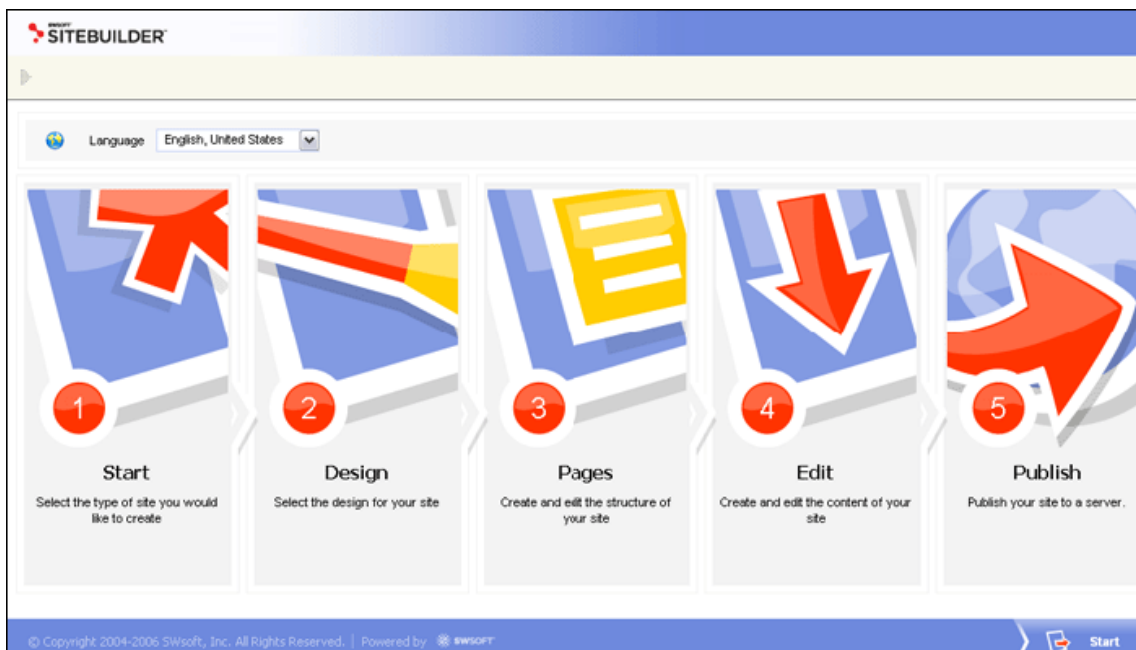 SWSOFT
SITEBUILDER
Language English, United States
1
2
3
4
5
Start
Design
Pages
Edit
Publish
Select the type of site you would
like to create
Select the design for your site
Create and edit the structure of
your site
Create and edit the content of your
site
Publish your site to a server.
© Copyright 2004-2006 SWsoft, Inc. All Rights Reserved. | Powered by SWSOFT
Start